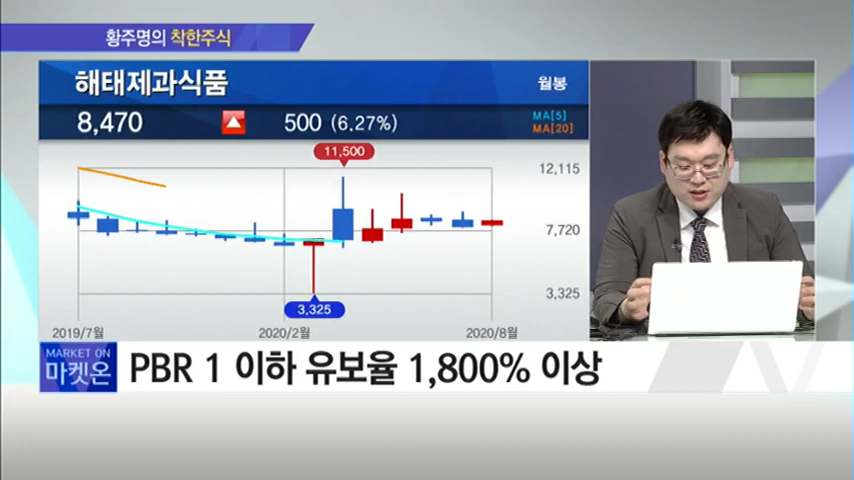 황주명의 착한주식
해태제과식품
월봉
8,470 500 (6.27%)
MA[5]
MA[20]
11,500
12,115
7,720
3,325
3,325
2019/7월 2020/2월 2020/8월
MARKET ON
마켓온
PBR 1 이하 유보율 1,800% 이상